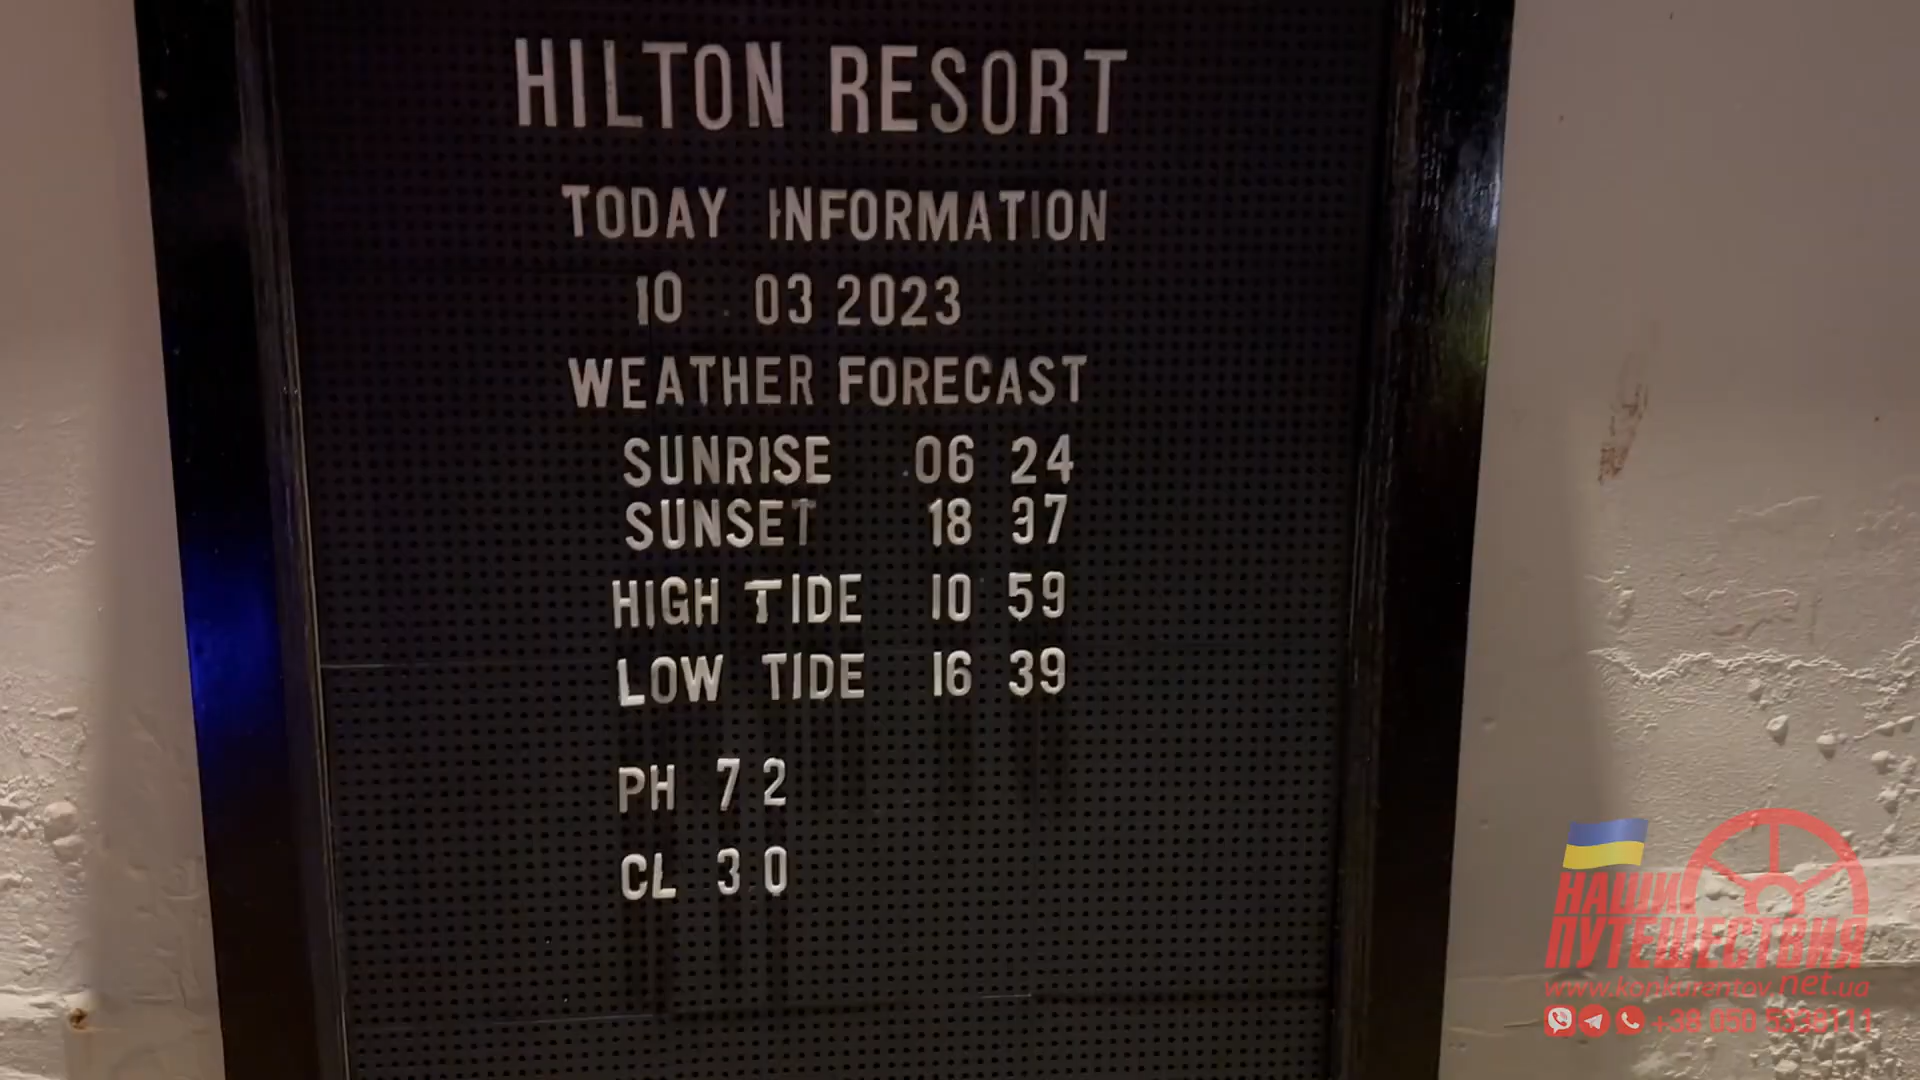 HILTON RESORT
TODAY INFORMATION
10 03 2023
WEATHER FORECAST
SUNRISE 06 24
SUNSET 18 37
HIGH TIDE 10 59
LOW TIDE 16 39
PH 7 2
CL 3 0
НАШИ
ПУТЕШЕСТВИЯ
www.konkurentov.net.ua
+38 050 5338111